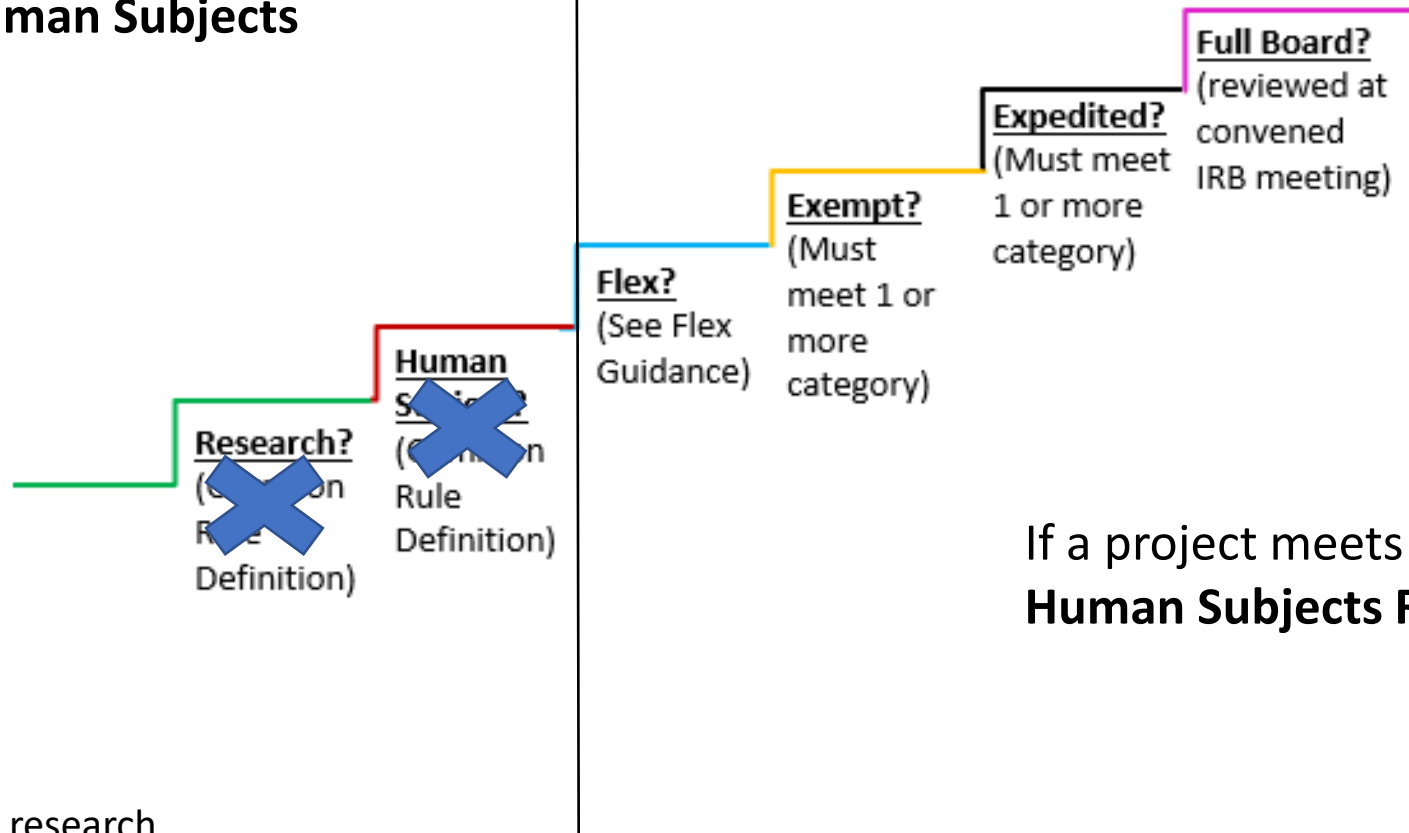 man Subjects
Research?
Definition)
Human
Rule
Definition)
Flex?
(See Flex
Guidance)
Exempt?
(Must
meet 1 or
more
category)
Expedited?
(Must meet
1 or more
category)
Full Board?
(reviewed at
convened
IRB meeting)
If a project meets
Human Subjects
research